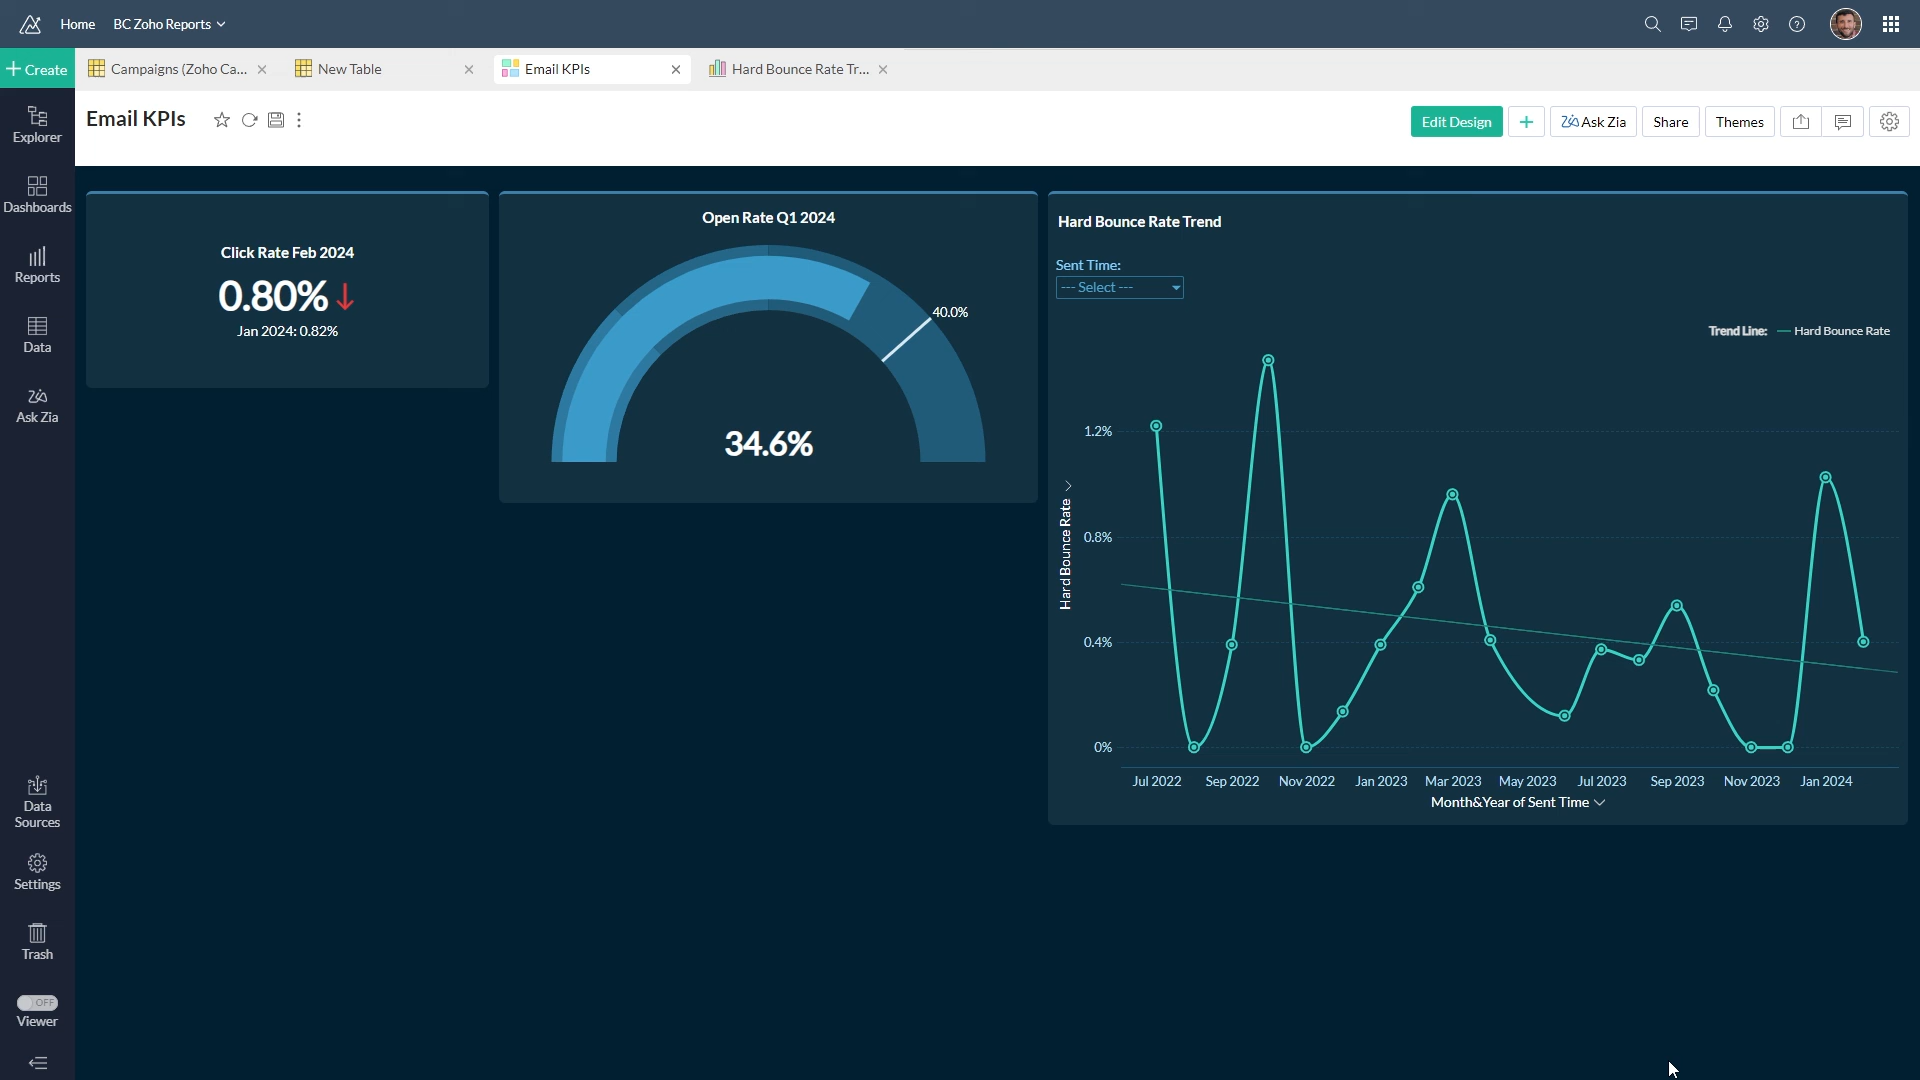 Home
BC Zoho Reports
Create
Campaigns (Zoho Ca...
New Table
Email KPIs
Hard Bounce Rate Tr...
Explorer
Dashboards
Reports
Data
Ask Zia
Data
Sources
Settings
Trash
OFF
Viewer
Email KPIs
Edit Design
Ask Zia
Share
Themes
Click Rate Feb 2024
0.80%
Jan 2024: 0.82%
Open Rate Q1 2024
40.0%
34.6%
Hard Bounce Rate Trend
Sent Time:
--- Select ---
Trend Line: Hard Bounce Rate
Hard Bounce Rate
1.2%
0.8%
0.4%
0%
Jul 2022 Sep 2022 Nov 2022 Jan 2023 Mar 2023 May 2023 Jul 2023 Sep 2023 Nov 2023 Jan 2024
Month&Year of Sent Time